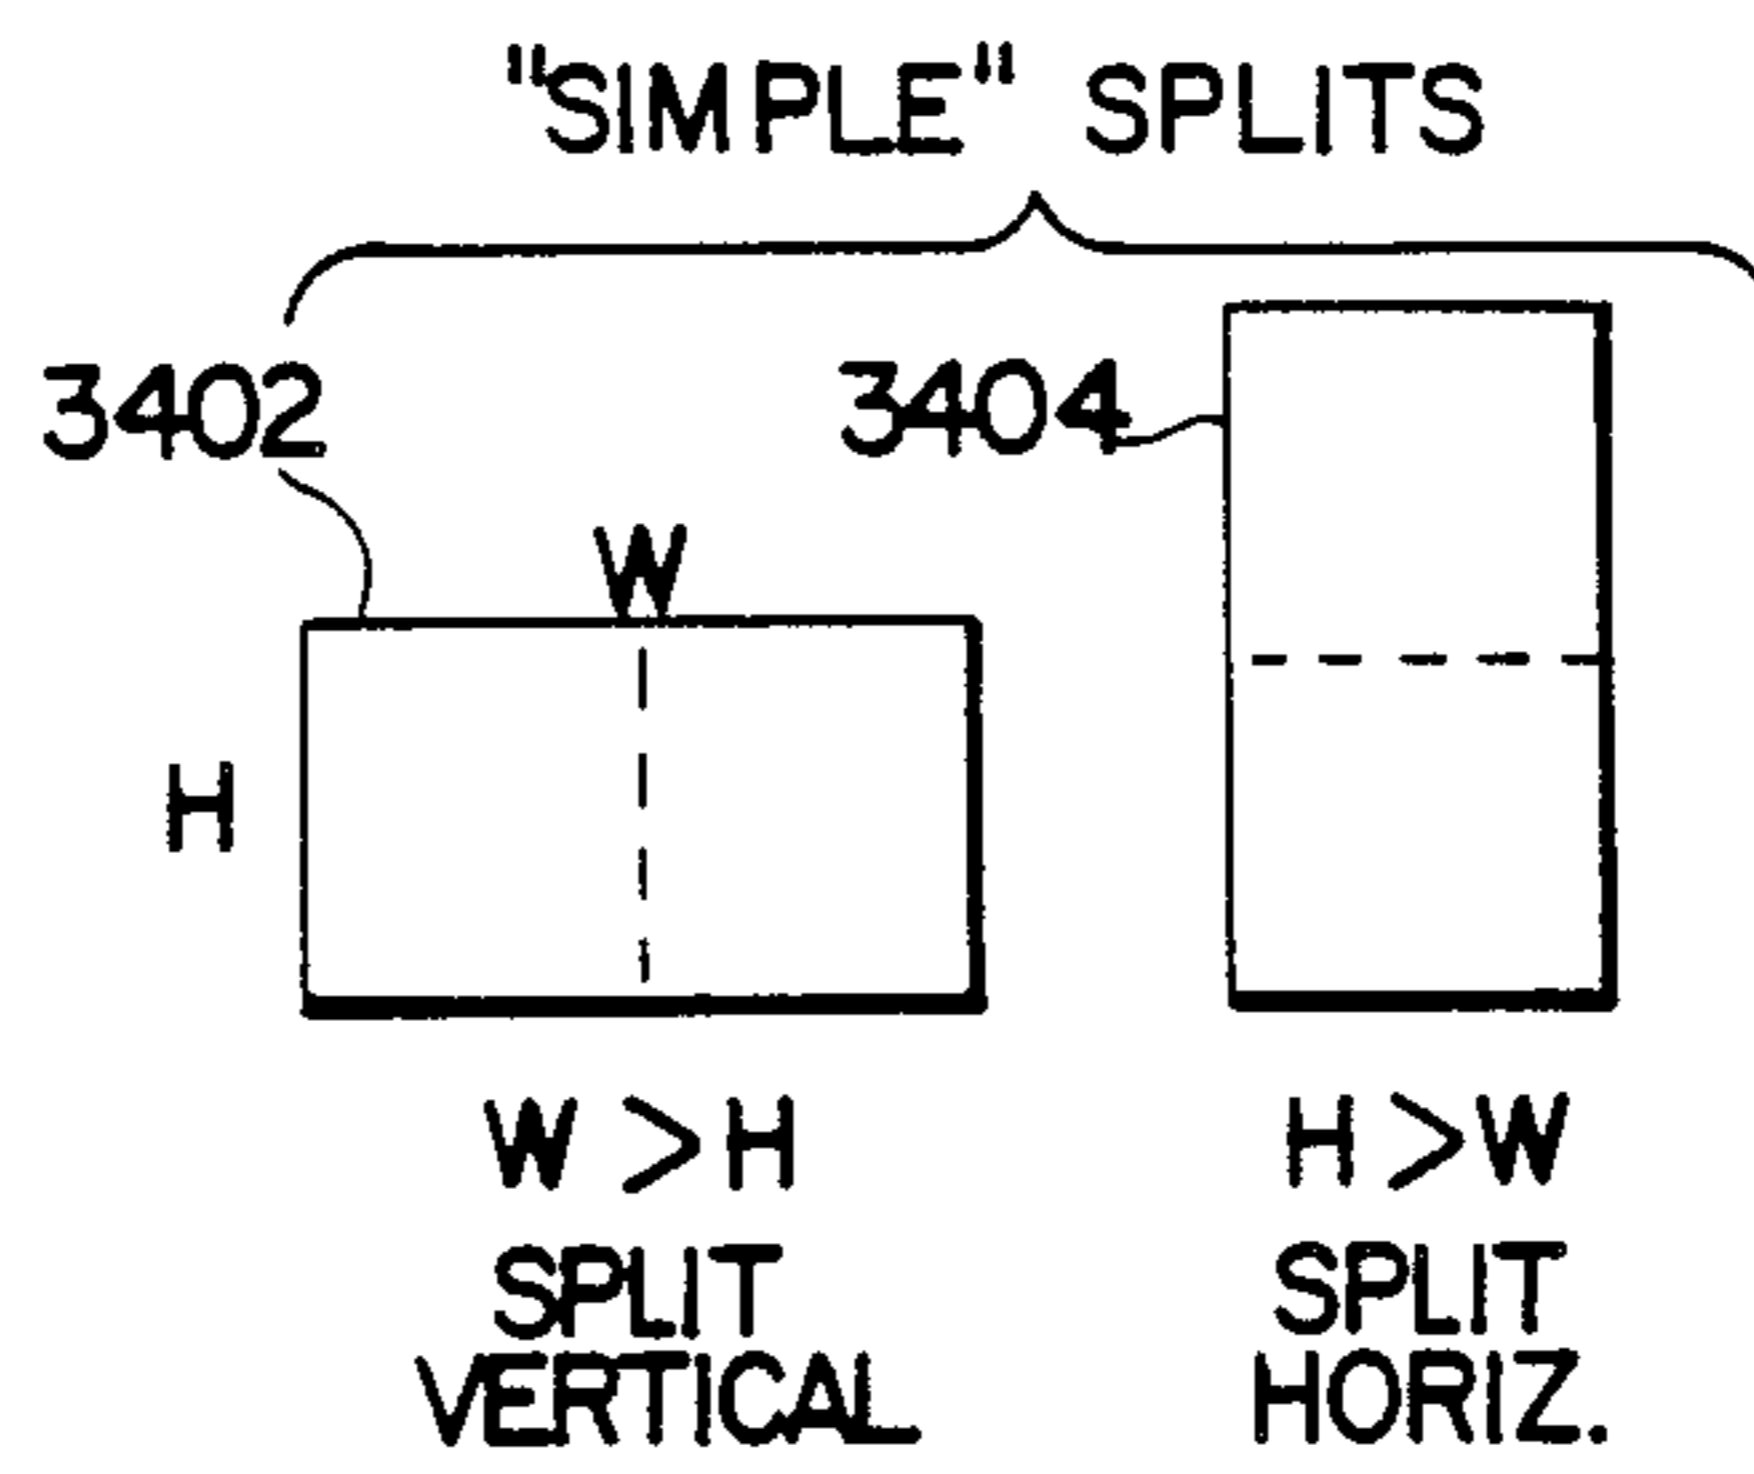 "SIMPLE" SPLITS
3402
3404
W
H
W > H
SPLIT
VERTICAL
H > W
SPLIT
HORIZ.